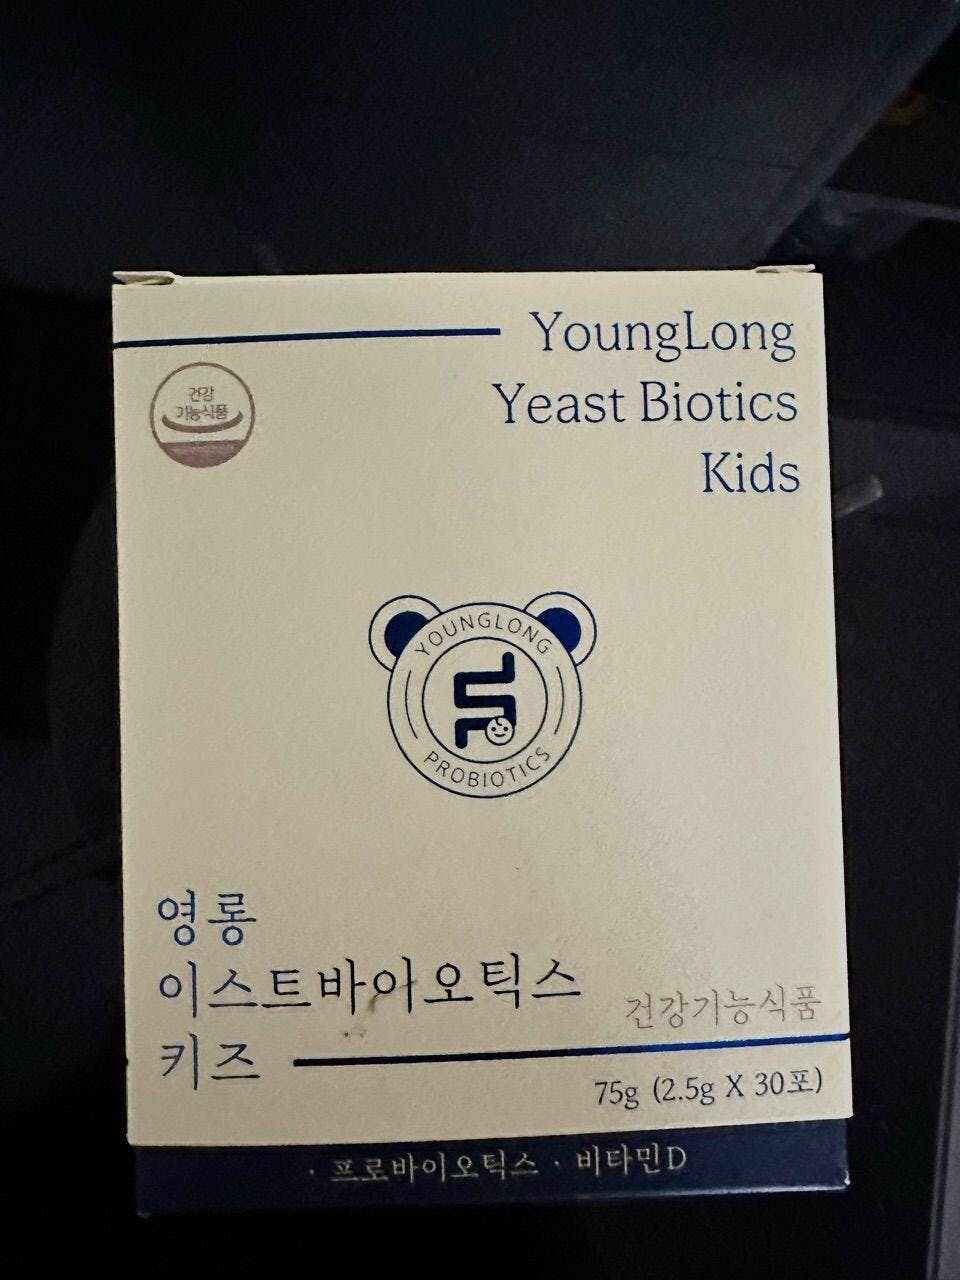 YoungLong
Yeast Biotics
Kids
건강
기능식품
YOUNGLONG
PROBIOTICS
영롱
이스트바이오틱스
키즈
건강기능식품
75g (2.5g X 30포)
· 프로바이오틱스 · 비타민D